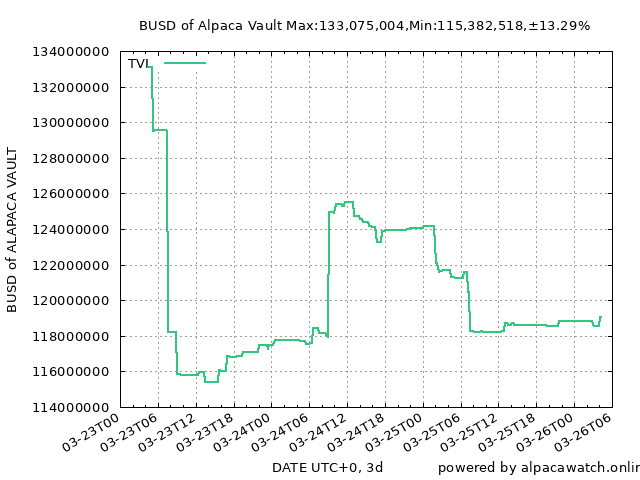 BUSD of Alpaca Vault Max:133,075,004,Min:115,382,518,±13.29%
BUSD of ALAPACA VAULT
TVL
134000000
132000000
130000000
128000000
126000000
124000000
122000000
120000000
118000000
116000000
114000000
03-23T00
03-23T06
03-23T12
03-23T18
03-24T00
03-24T06
03-24T12
03-24T18
03-25T00
03-25T06
03-25T12
03-25T18
03-26T00
03-26T06
DATE UTC+0, 3d
powered by alpacawatch.onlin